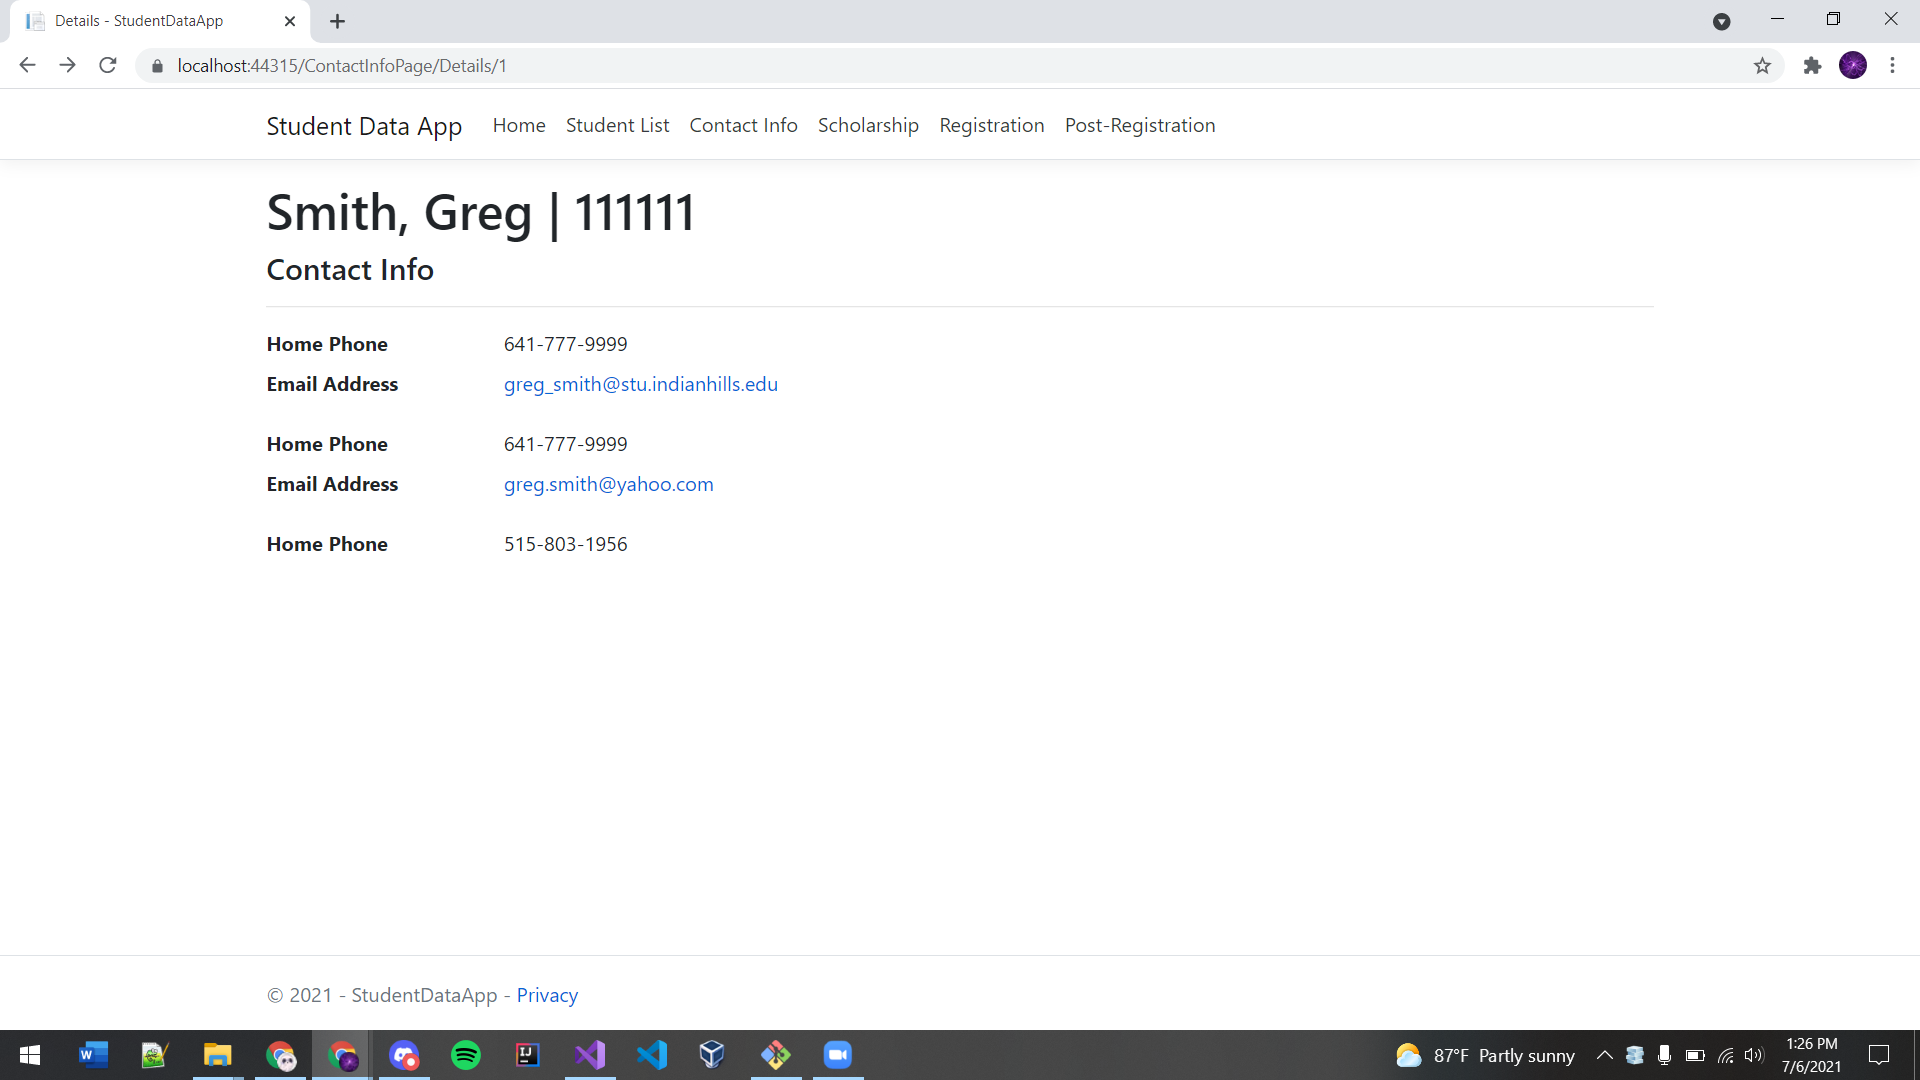 Details - StudentDataApp
localhost:44315/ContactInfoPage/Details/1
Student Data App Home Student List Contact Info Scholarship Registration Post-Registration
Smith, Greg | 111111
Contact Info
Home Phone 641-777-9999
Email Address greg_smith@stu.indianhills.edu
Home Phone 641-777-9999
Email Address greg.smith@yahoo.com
Home Phone 515-803-1956
© 2021 - StudentDataApp - Privacy
87°F Partly sunny
1:26 PM
7/6/2021